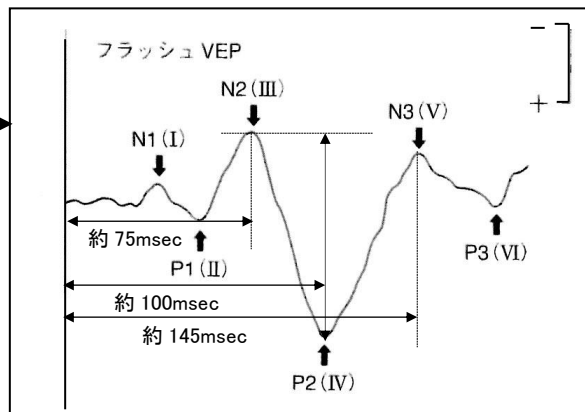 フラッシュ VEP
−
+
N2(Ⅲ)
N3(Ⅴ)
N1(Ⅰ)
約 75msec
P1(Ⅱ)
P3(Ⅵ)
約 100msec
約 145msec
P2(Ⅳ)